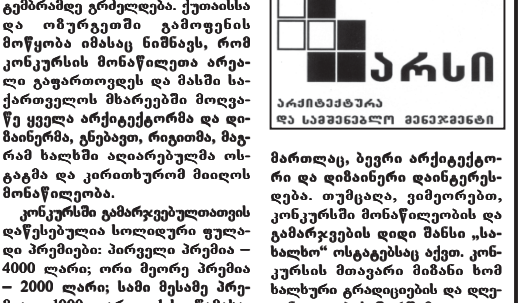 ტემბრამდე გრძელდება. ქუთაისსა
და ოზურგეთში გამოფენის
მოწყობა იმასაც ნიშნავს, რომ
კონკურსის მონაწილეთა არეა-
ლი გაფართოვდეს და მასში სა-
ქართველოს მხარეებში მოღვა-
წე ყველა არქიტექტორმა და დი-
ზაინერმა, გნებავთ, რიგითმა, მაგ-
რამ ხალხში აღიარებულმა ოს-
ტატმა და კირითხურომ მიიღოს
მონაწილეობა.
კონკურსში გამარჯვებულთათვის
დაწესებულია სოლიდური ფულა-
დი პრემიები: პირველი პრემია –
4000 ლარი; ორი მეორე პრემია
– 2000 ლარი; სამი მესამე პრე-
არსი
არქიტექტურა
და სამშენებლო მენეჯმენტი
მართლაც, ბევრი არქიტექტო-
რი და დიზაინერი დაინტერეს-
დება. თუმცაღა, ვიმეორებთ,
კონკურსში მონაწილეობის და
გამარჯვების დიდი შანსი „სა-
ხალხო“ ოსტატებსაც აქვთ. კონ-
კურსის მთავარი მიზანი ხომ
ხალხური ტრადიციების და დღე-